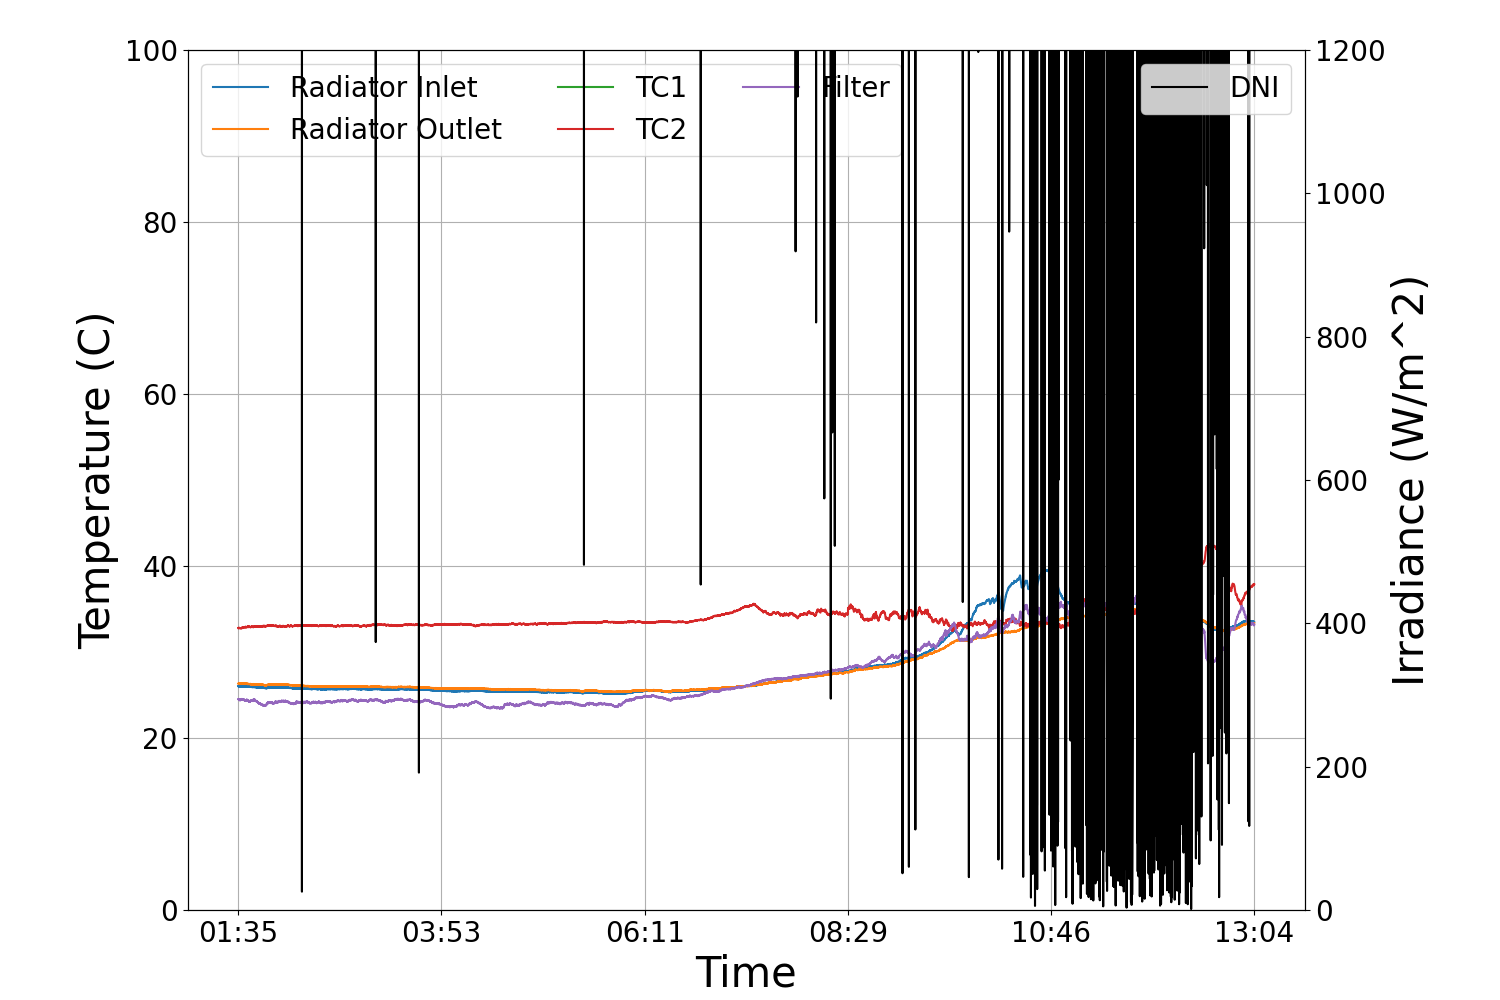 100
80
60
40
20
0
Temperature (C)
Radiator Inlet
Radiator Outlet
TC1
TC2
Filter
DNI
1200
1000
800
600
400
200
0
Irradiance (W/m^2)
01:35 03:53 06:11 08:29 10:46 13:04
Time